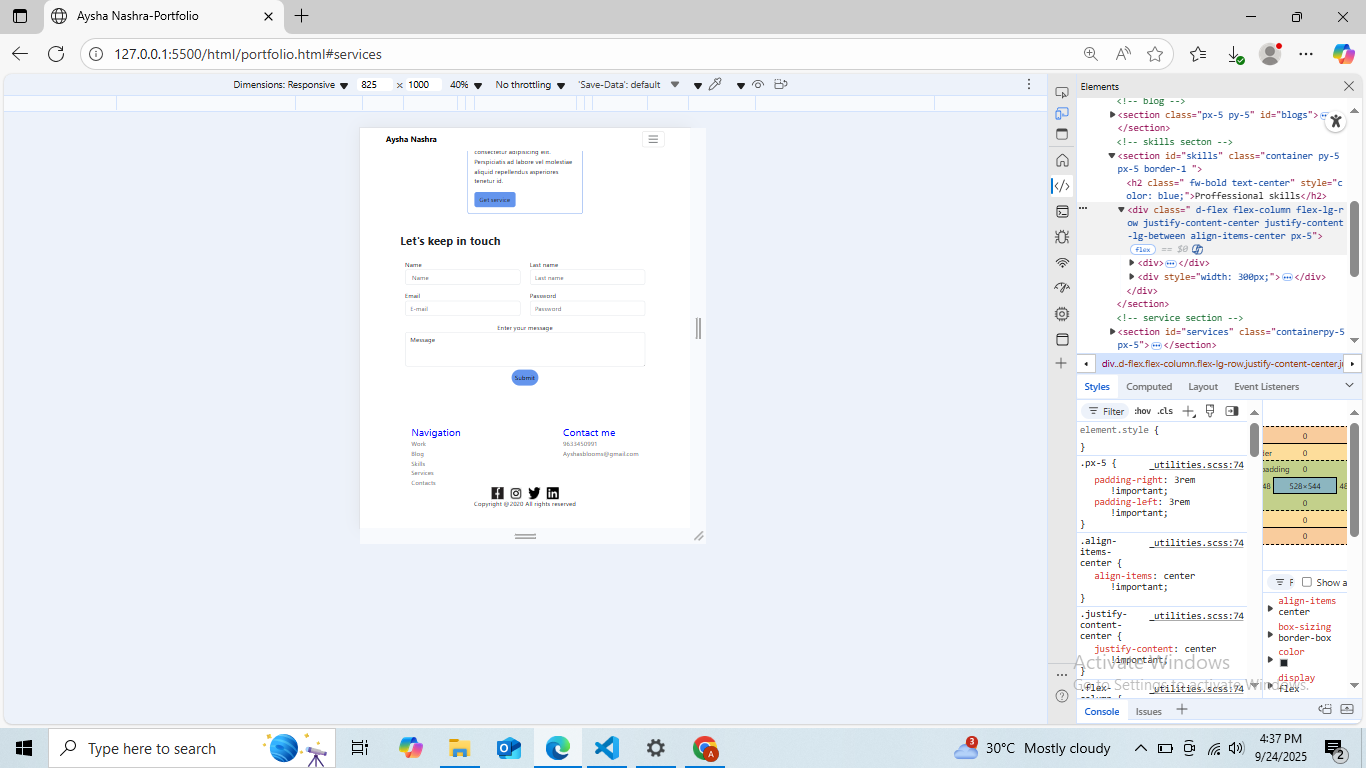 Aysha Nashra-Portfolio
127.0.0.1:5500/html/portfolio.html#services
Dimensions: Responsive
825
×
1000
40%
No throttling
'Save-Data': default
Aysha Nashra
consectetur adipisicing elit.
Perspiciatis ad labore vel molestiae
aliquid repellendus asperiores
tenetur id.
Get service
Let's keep in touch
Name
Last name
Name
Last name
Email
Password
E-mail
Password
Enter your message
Message
Submit
Navigation
Contact me
Work
9633450991
Blog
Ayshasblooms@gmail.com
Skills
Services
Contacts
Copyright @2020 All rights reserved
Elements
<!-- blog -->
<section class="px-5 py-5" id="blogs">
</section>
<!-- skills secton -->
<section id="skills" class="container py-5
px-5 border-1 ">
<h2 class=" fw-bold text-center" style="c
olor: blue;">Proffessional skills</h2>
<div class=" d-flex flex-column flex-lg-r
ow justify-content-center justify-content
-lg-between align-items-center px-5">
flex == $0
<div> </div>
<div style="width: 300px;"> </div>
</div>
</section>
<!-- service section -->
<section id="services" class="containerpy-5
px-5"> </section>
div..d-flex.flex-column.flex-lg-row.justify-content-center.ju
Styles
Computed
Layout
Event Listeners
Filter
:hov
.cls
element.style {
}
.px-5 {
_utilities.scss:74
padding-right: 3rem
!important;
padding-left: 3rem
!important;
}
.align-
items-
center {
_utilities.scss:74
align-items: center
!important;
}
.justify-
content-
center {
_utilities.scss:74
justify-content: center
!important;
}
.flex-
_utilities.scss:74
0
der
0
padding
0
48
528×544
48
0
0
0
F
Show a
align-items
center
box-sizing
border-box
color
display
flex
Activate Windows
Go to Settings to activate Windows.
Console
Issues
Type here to search
3
30°C
Mostly cloudy
4:37 PM
9/24/2025
2